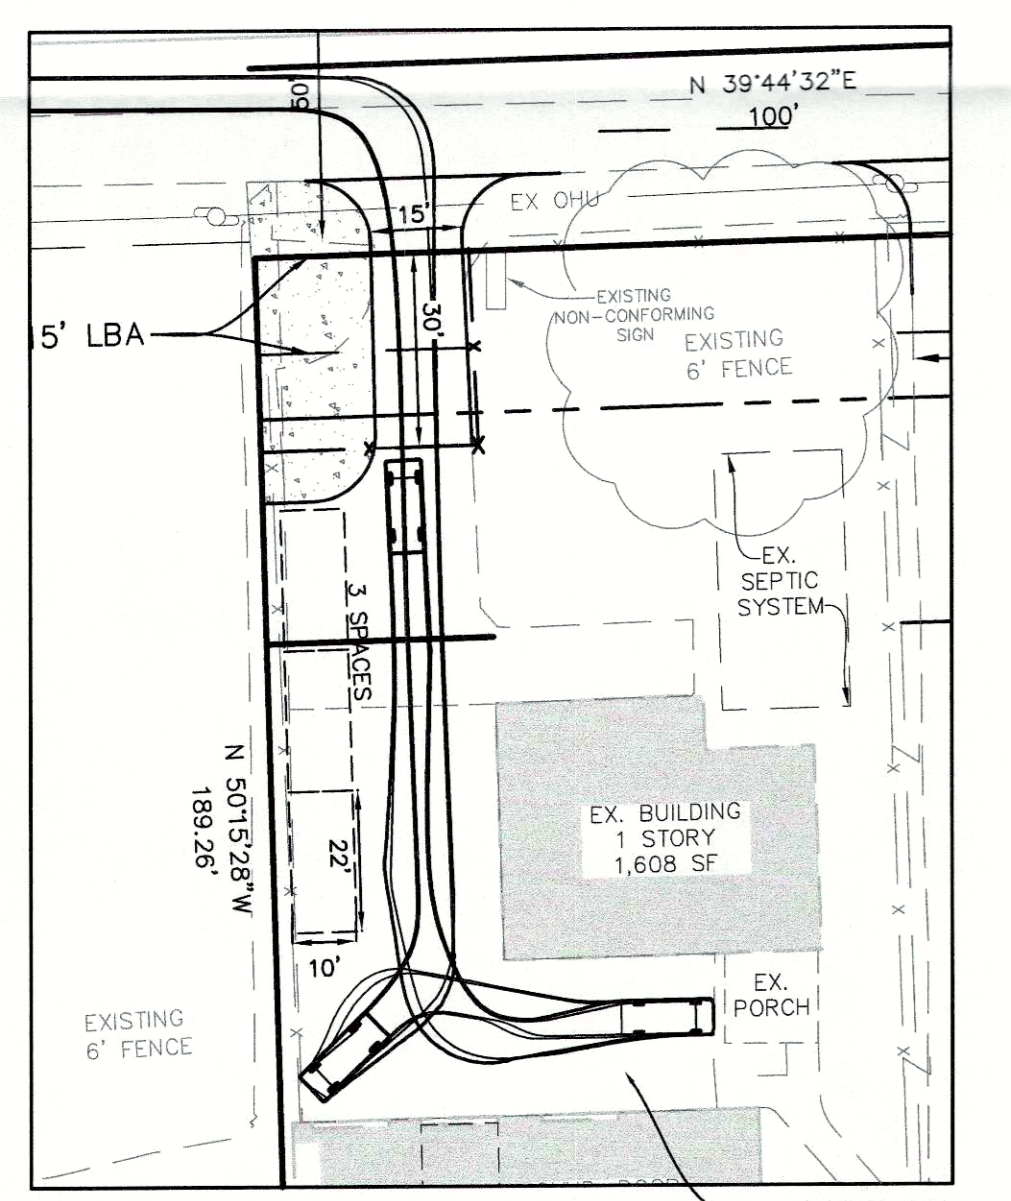 N 39°44'32"E
100'
50'
EX OHU
15'
5' LBA
30'
EXISTING
NON-CONFORMING
SIGN
EXISTING
6' FENCE
EX.
SEPTIC
SYSTEM
3 SPACES
N 50°15'28"W
189.26'
22'
10'
EX. BUILDING
1 STORY
1,608 SF
EX.
PORCH
EXISTING
6' FENCE